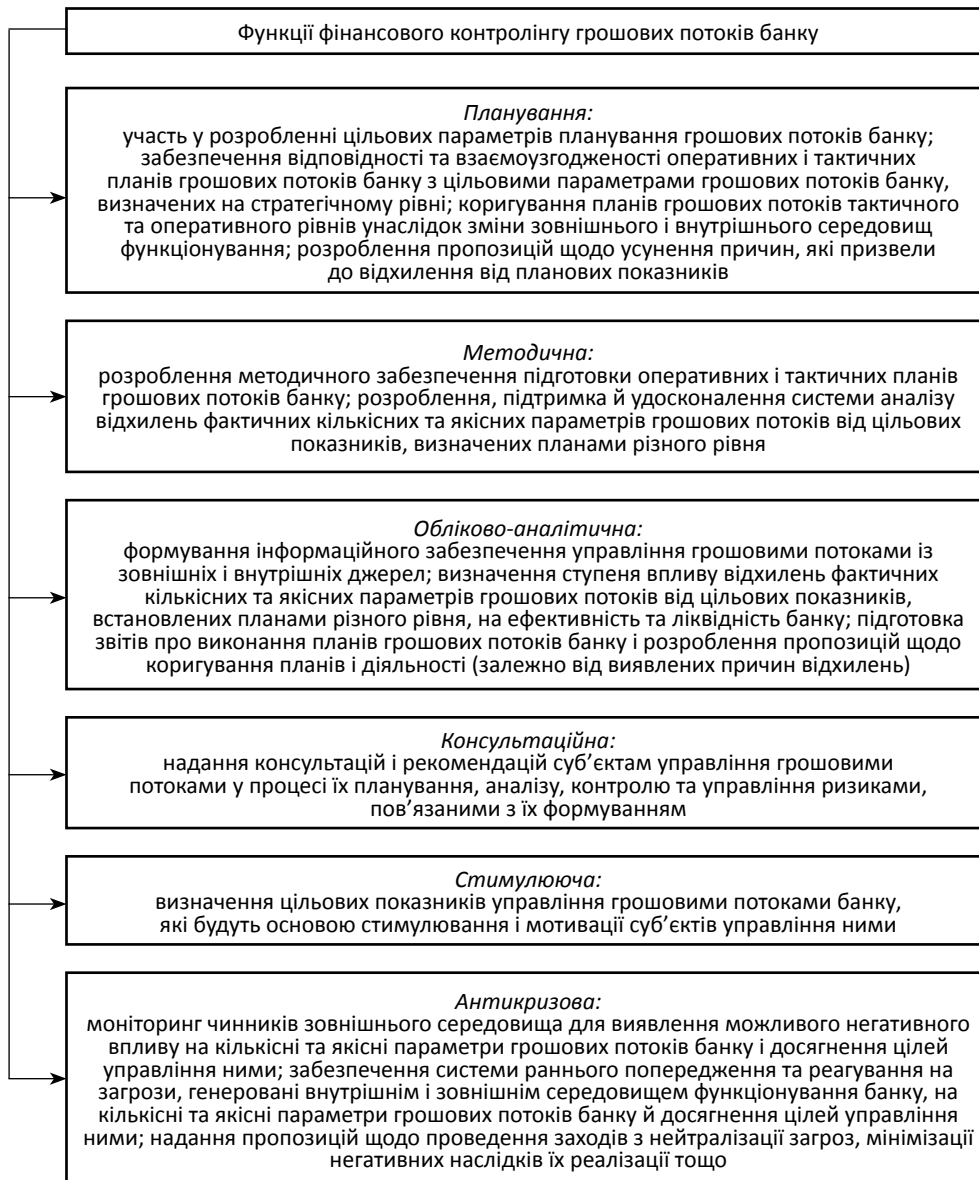 Функції фінансового контролінгу грошових потоків банку
Планування:
участь у розробленні цільових параметрів планування грошових потоків банку;
забезпечення відповідності та взаємоузгодженості оперативних і тактичних
планів грошових потоків банку з цільовими параметрами грошових потоків банку,
визначених на стратегічному рівні; коригування планів грошових потоків тактичного
та оперативного рівнів унаслідок зміни зовнішнього і внутрішнього середовищ
функціонування; розроблення пропозицій щодо усунення причин, які призвели
до відхилення від планових показників
Методична:
розроблення методичного забезпечення підготовки оперативних і тактичних планів
грошових потоків банку; розроблення, підтримка й удосконалення системи аналізу
відхилень фактичних кількісних та якісних параметрів грошових потоків від цільових
показників, визначених планами різного рівня
Обліково-аналітична:
формування інформаційного забезпечення управління грошовими потоками із
зовнішніх і внутрішніх джерел; визначення ступеня впливу відхилень фактичних
кількісних та якісних параметрів грошових потоків від цільових показників,
встановлених планами різного рівня, на ефективність та ліквідність банку; підготовка
звітів про виконання планів грошових потоків банку і розроблення пропозицій щодо
коригування планів і діяльності (залежно від виявлених причин відхилень)
Консультаційна:
надання консультацій і рекомендацій суб’єктам управління грошовими
потоками у процесі їх планування, аналізу, контролю та управління ризиками,
пов’язаними з їх формуванням
Стимулююча:
визначення цільових показників управління грошовими потоками банку,
які будуть основою стимулювання і мотивації суб’єктів управління ними
Антикризова:
моніторинг чинників зовнішнього середовища для виявлення можливого негативного
впливу на кількісні та якісні параметри грошових потоків банку і досягнення цілей
управління ними; забезпечення системи раннього попередження та реагування на
загрози, генеровані внутрішнім і зовнішнім середовищем функціонування банку, на
кількісні та якісні параметри грошових потоків банку й досягнення цілей управління
ними; надання пропозицій щодо проведення заходів з нейтралізації загроз, мінімізації
негативних наслідків їх реалізації тощо